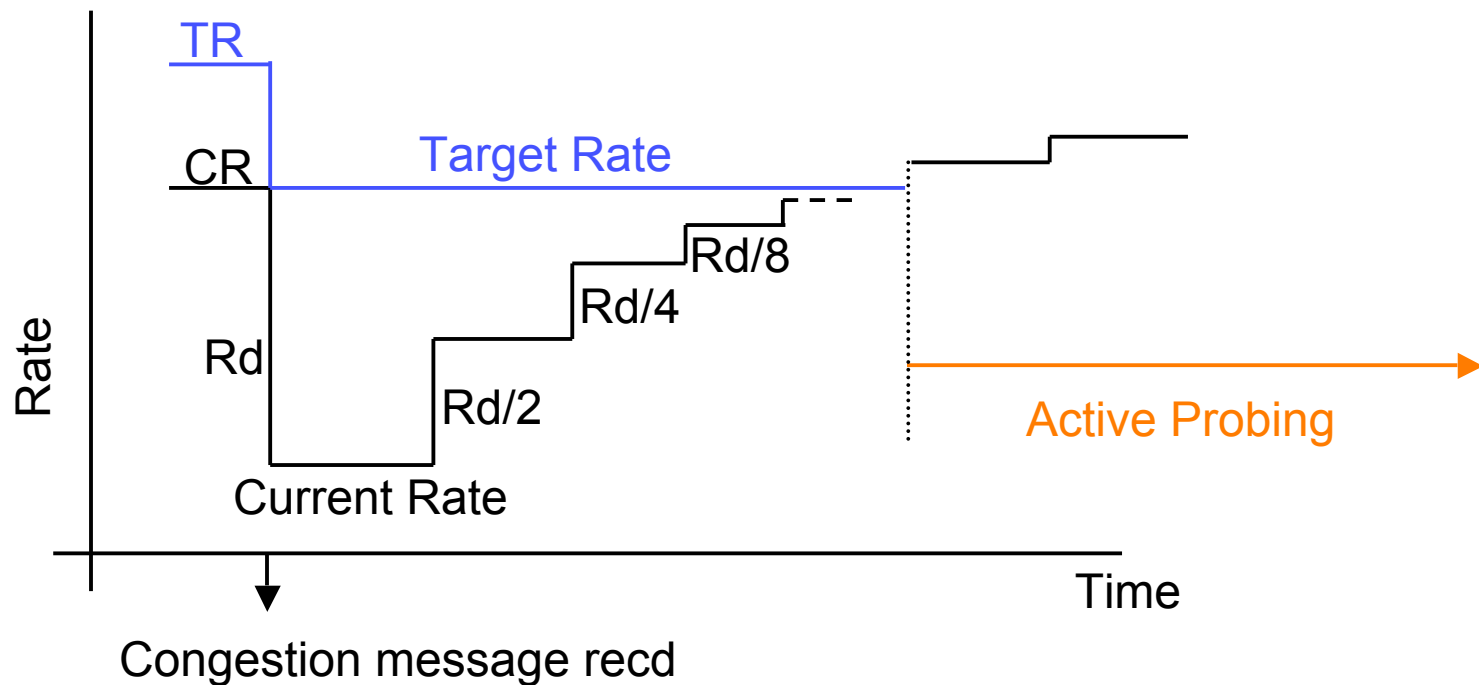 TR
Target Rate
CR
Rd/8
Rd/4
Rd
Rate
Rd/2
Active Probing
Current Rate
Time
Congestion message recd